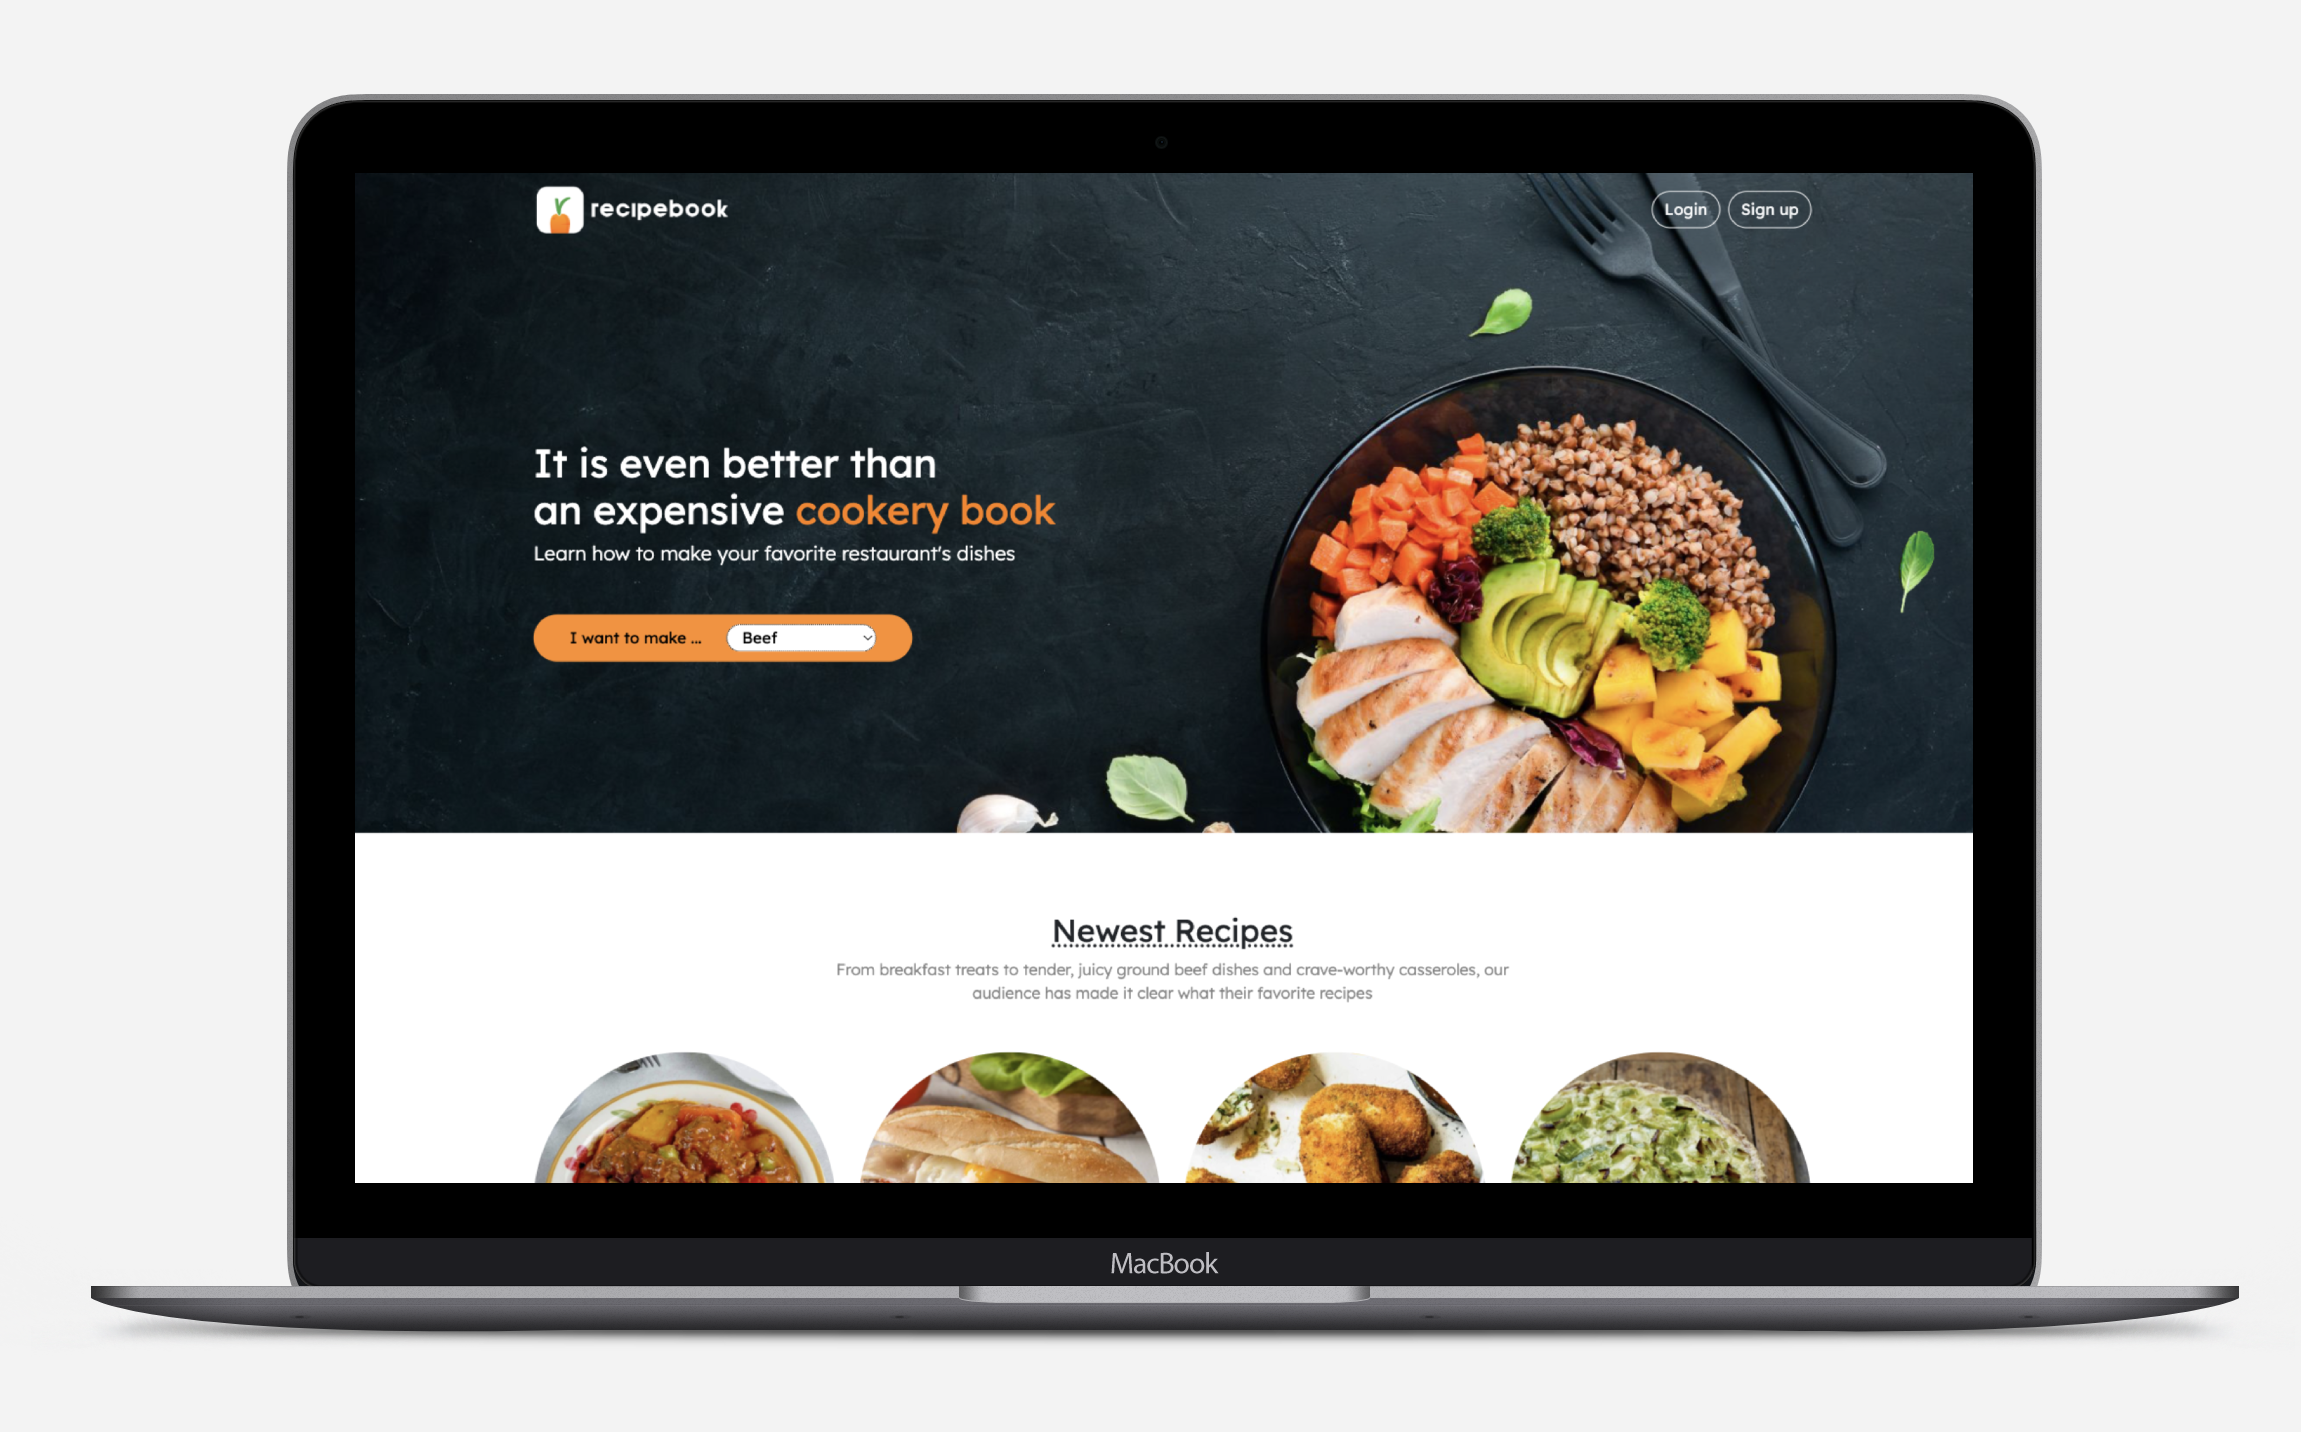 recipebook
Login
Sign up
It is even better than
an expensive cookery book
Learn how to make your favorite restaurant's dishes
I want to make ...
Beef
Newest Recipes
From breakfast treats to tender, juicy ground beef dishes and crave-worthy casseroles, our
audience has made it clear what their favorite recipes
MacBook